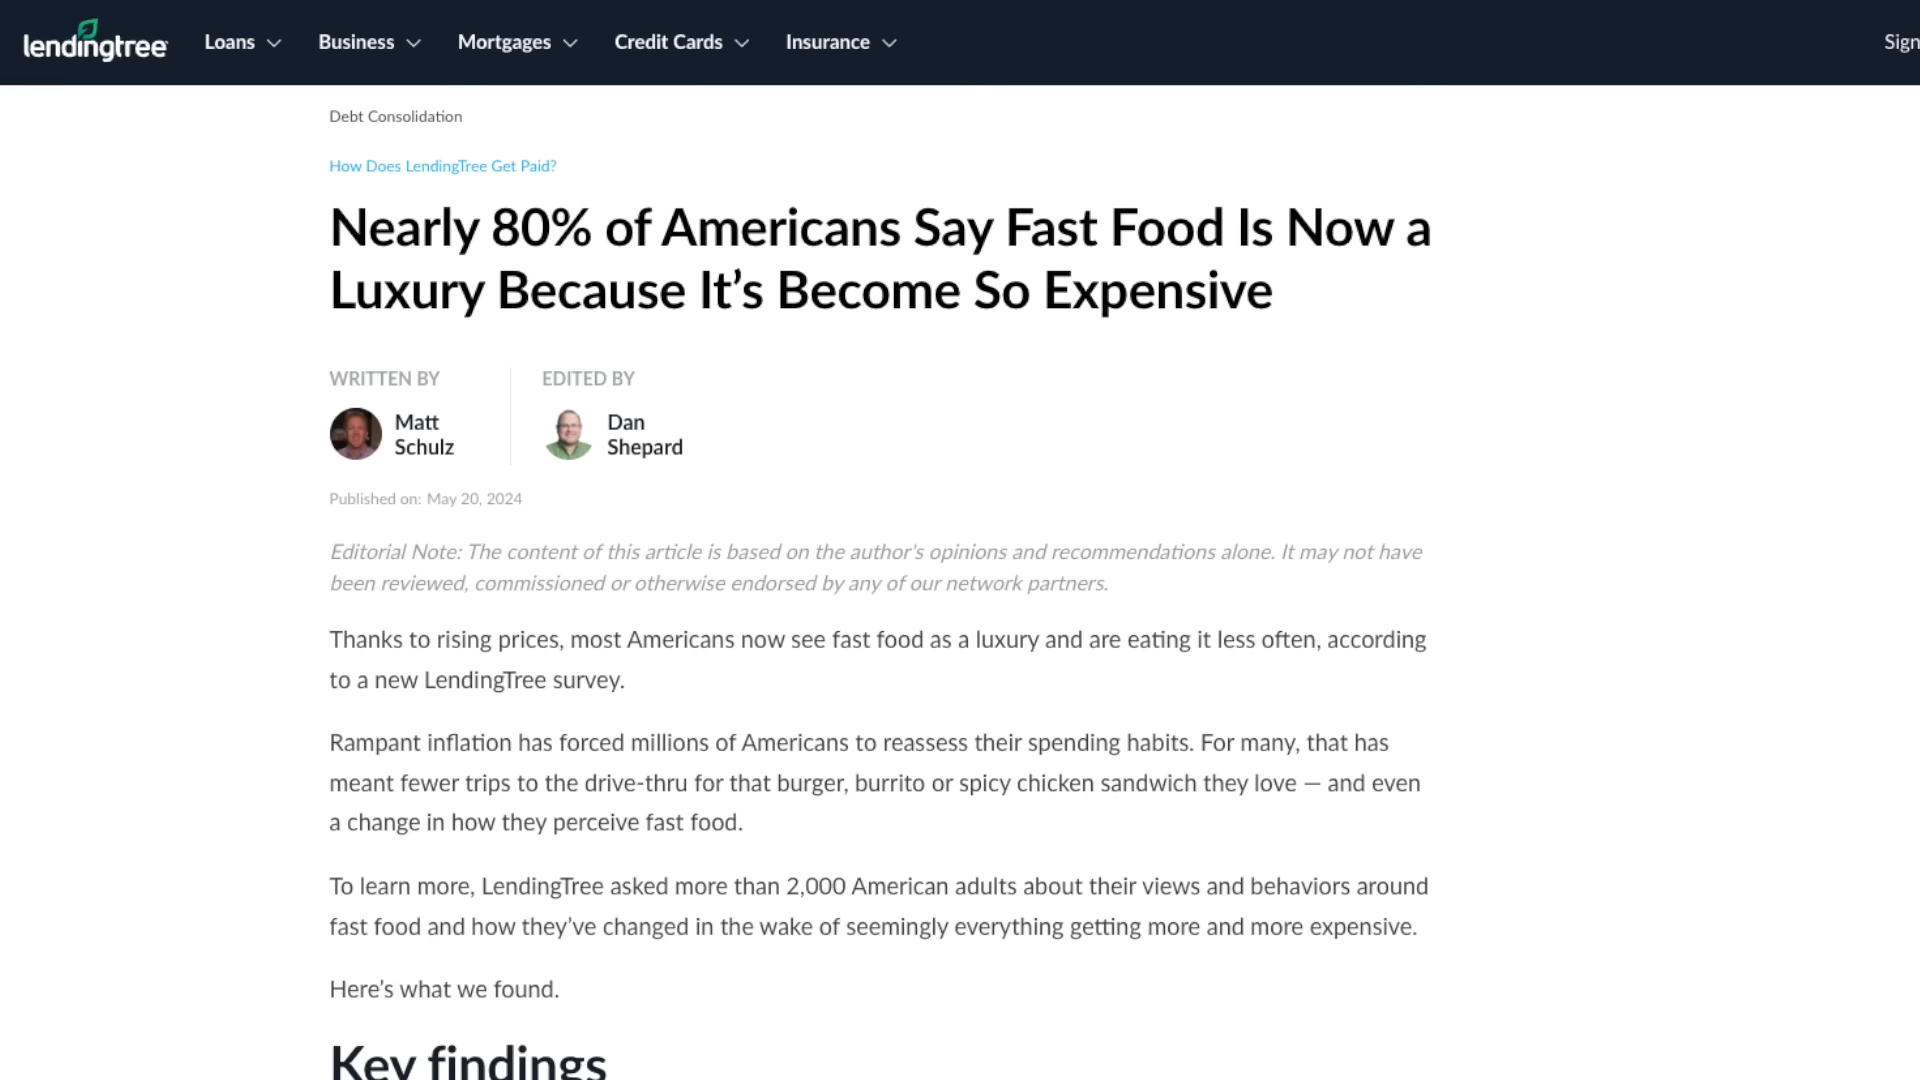 lendingtree Loans Business Mortgages Credit Cards Insurance Sign
Debt Consolidation
How Does LendingTree Get Paid?
Nearly 80% of Americans Say Fast Food Is Now a
Luxury Because It’s Become So Expensive
WRITTEN BY
Matt
Schulz
EDITED BY
Dan
Shepard
Published on: May 20, 2024
Editorial Note: The content of this article is based on the author's opinions and recommendations alone. It may not have
been reviewed, commissioned or otherwise endorsed by any of our network partners.
Thanks to rising prices, most Americans now see fast food as a luxury and are eating it less often, according
to a new LendingTree survey.
Rampant inflation has forced millions of Americans to reassess their spending habits. For many, that has
meant fewer trips to the drive-thru for that burger, burrito or spicy chicken sandwich they love — and even
a change in how they perceive fast food.
To learn more, LendingTree asked more than 2,000 American adults about their views and behaviors around
fast food and how they’ve changed in the wake of seemingly everything getting more and more expensive.
Here’s what we found.
Key findings